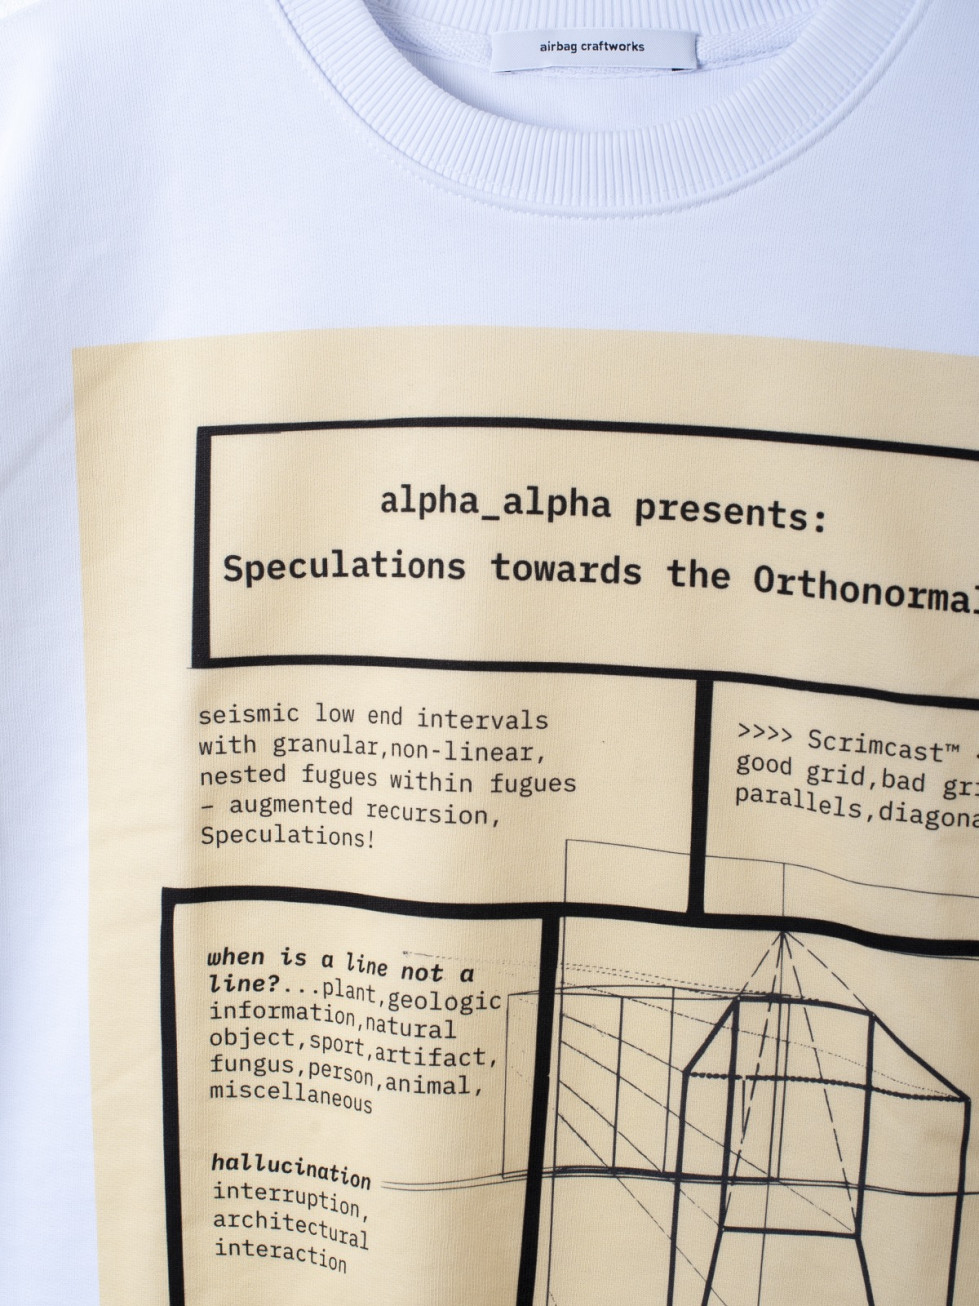 airbag craftworks
alpha_alpha presents:
Speculations towards the Orthonormal
seismic low end intervals
with granular,non-linear,
nested fugues within fugues
– augmented recursion,
Speculations!
>>>> Scrimcast™
good grid,bad
parallels,
when is a line not a
line?...plant,geologic
information,natural
object,sport,artifact,
fungus,person,animal,
miscellaneous
hallucination
interruption,
architectural
interaction